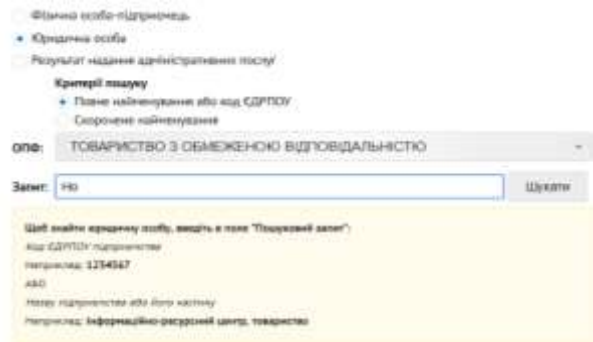 Фізична особа-підприємець
Юридична особа
Результат надання адміністративних послуг
Критерії пошуку
Повне найменування або код ЄДРПОУ
Скорочене найменування
ОПФ: ТОВАРИСТВО З ОБМЕЖЕНОЮ ВІДПОВІДАЛЬНІСТЮ
Запит: Но Шукати
Щоб знайти юридичну особу, введіть в поле "Пошуковий запит":
Код ЄДРПОУ підприємства
Наприклад: 1234567
АБО
Назву підприємства або його частину
Наприклад: Інформаційно-ресурсний центр, товариство